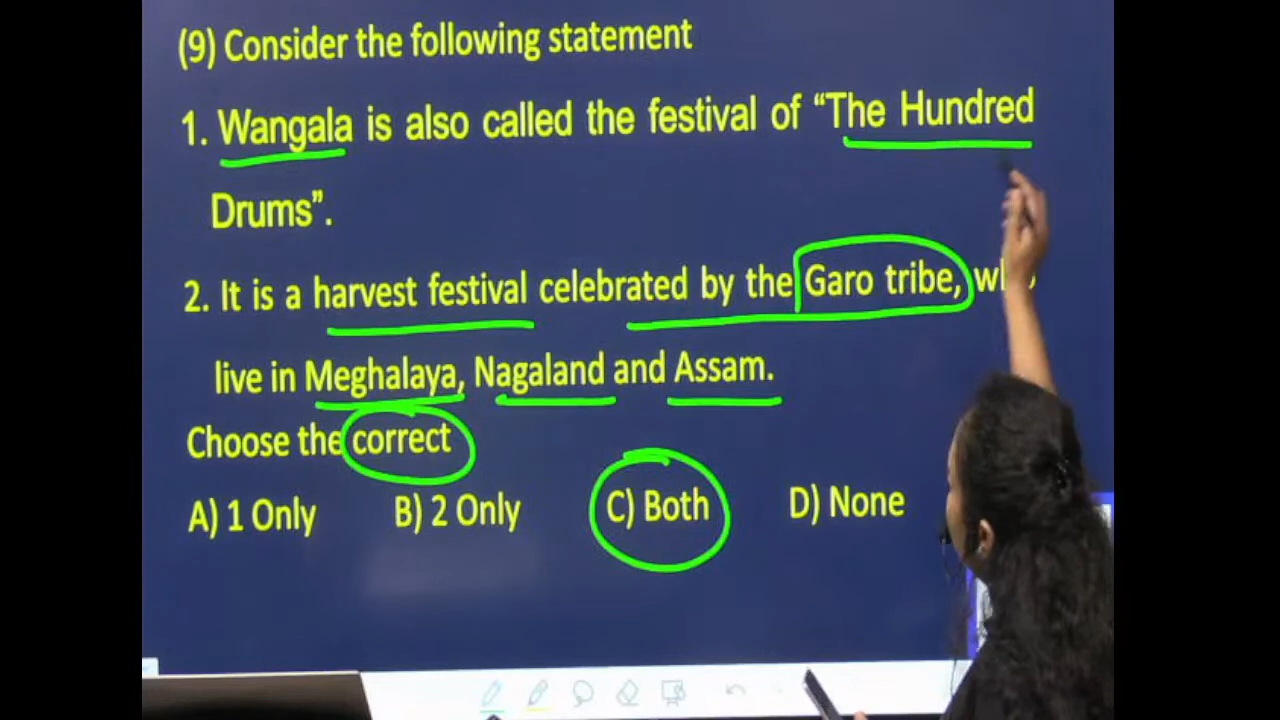 (9) Consider the following statement
1. Wangala is also called the festival of “The Hundred
Drums”.
2. It is a harvest festival celebrated by the Garo tribe,
live in Meghalaya, Nagaland and Assam.
Choose the correct
A) 1 Only B) 2 Only C) Both D) None